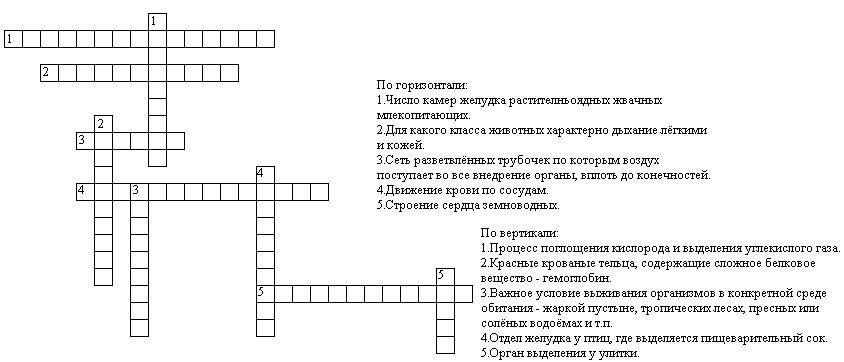 1
1
2
2
3
4
4
3
5
5
По горизонтали:
1.Число камер желудка растителньоядных жвачных
млекопитающих.
2.Для какого класса животных характерно дыхание лёгкими
и кожей.
3.Сеть разветвлённых трубочек по которым воздух
поступает во все внедрение органы, вплоть до конечностей.
4.Движение крови по сосудам.
5.Строение сердца земноводных.
По вертикали:
1.Процесс поглощения кислорода и выделения углекислого газа.
2.Красные крованые тельца, содержащие сложное белковое
вещество - гемоглобин.
3.Важное условие выживания организмов в конкретной среде
обитания - жаркой пустыне, тропических лесах, пресных или
солёных водоёмах и т.п.
4.Отдел желудка у птиц, где выделяется пищеварительный сок.
5.Орган выделения у улитки.